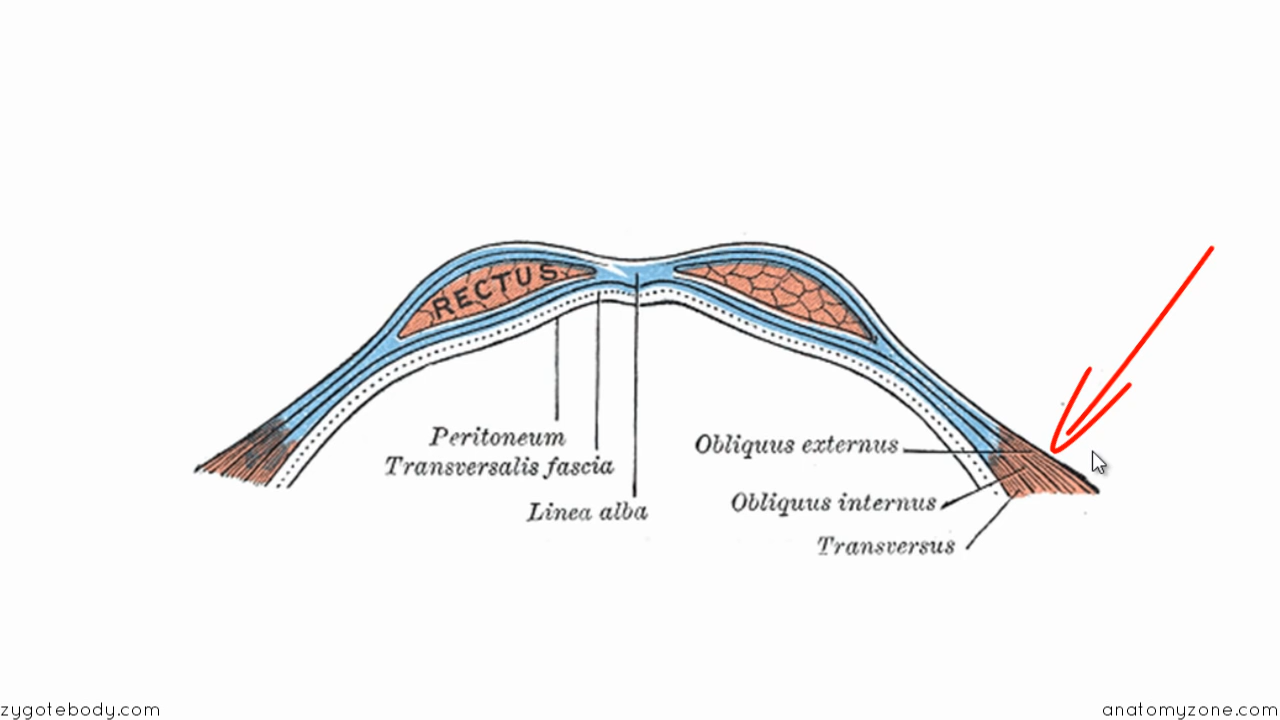 RECTUS
Peritoneum
Transversalis fascia
Linea alba
Obliquus externus
Obliquus internus
Transversus
zygotebody.com
anatomyzone.com